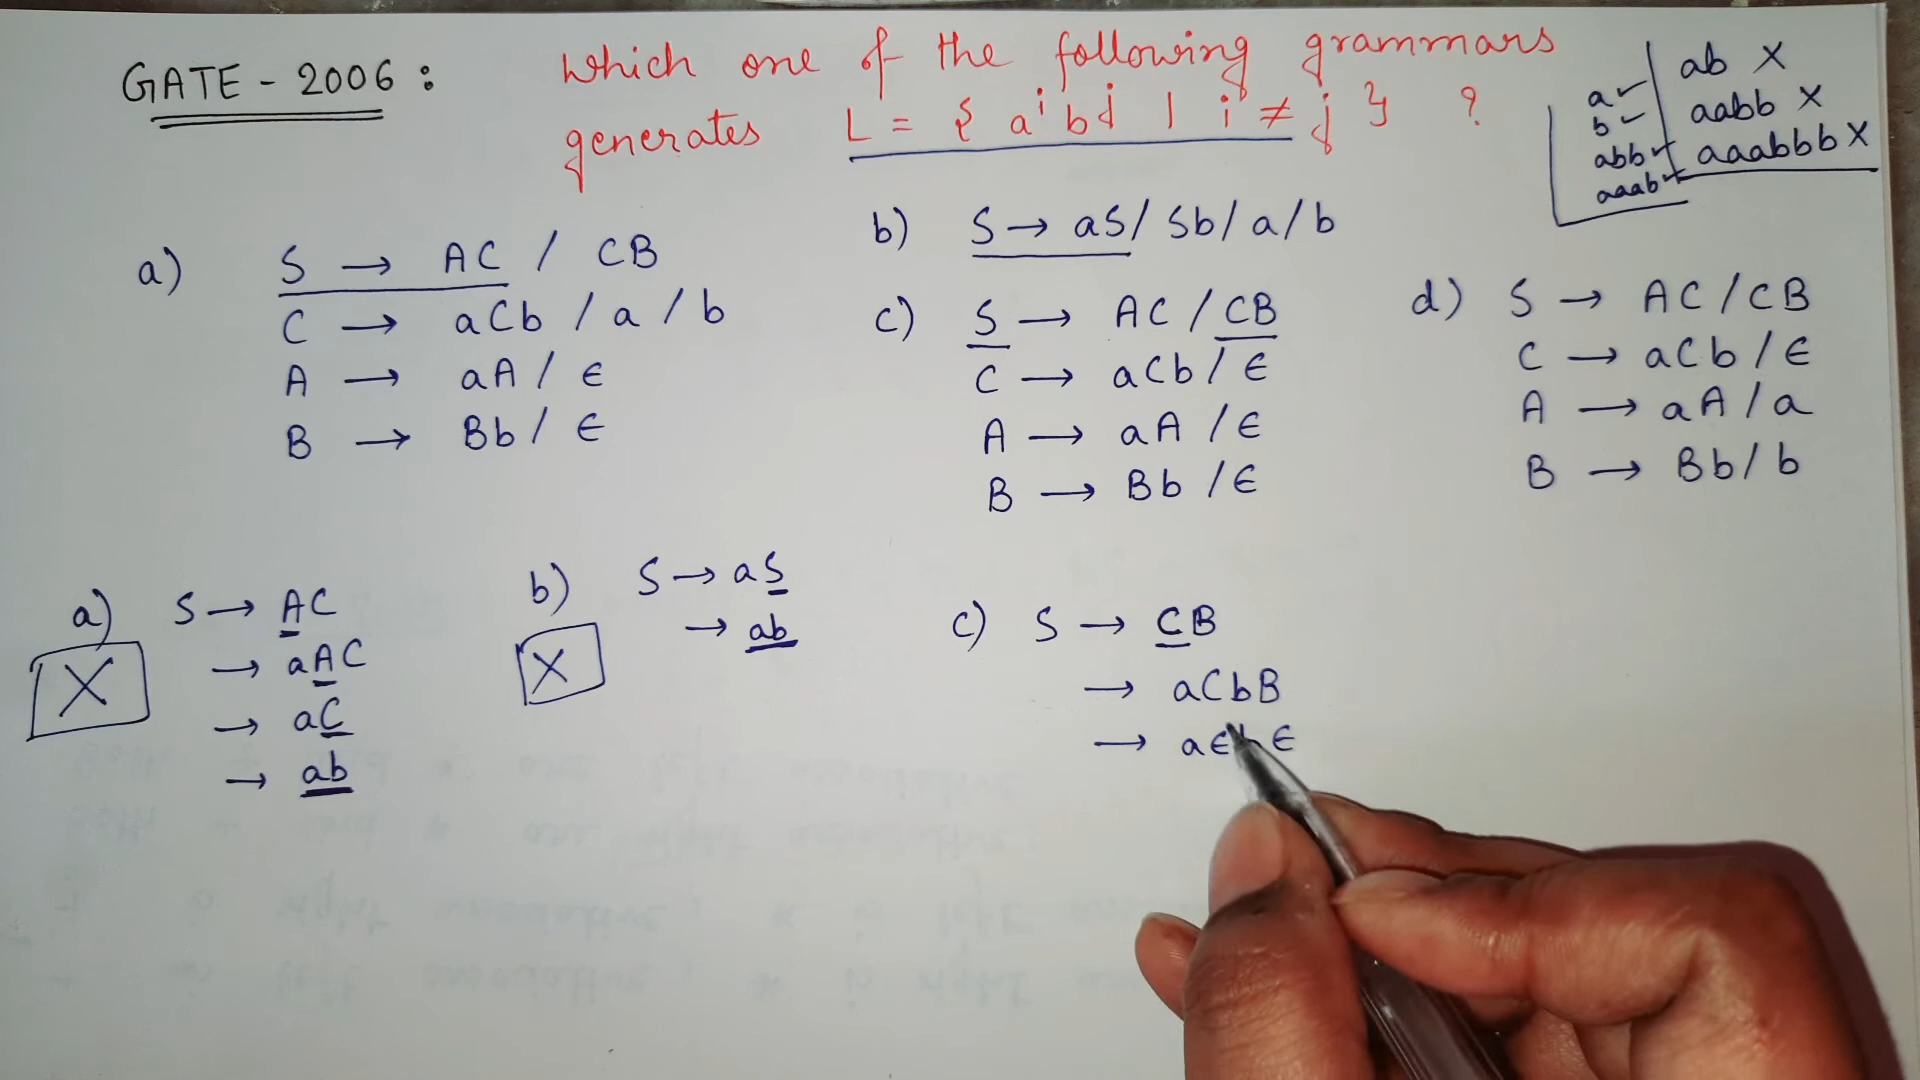 GATE - 2006 : Which one of the following grammars
generates L = { a^i b^j | i ≠ j } ?
a ✓
b ✓
abb ✓
aaab ✓
ab X
aabb X
aaabbb X
a) S → AC / CB
C → aCb / a / b
A → aA / ϵ
B → Bb / ϵ
b) S → aS / Sb / a / b
c) S → AC / CB
C → aCb / ϵ
A → aA / ϵ
B → Bb / ϵ
d) S → AC / CB
C → aCb / ϵ
A → aA / a
B → Bb / b
a) S → AC
→ aAC
→ aC
→ ab
X
b) S → aS
→ ab
X
c) S → CB
→ aCbB
→ aϵbϵ